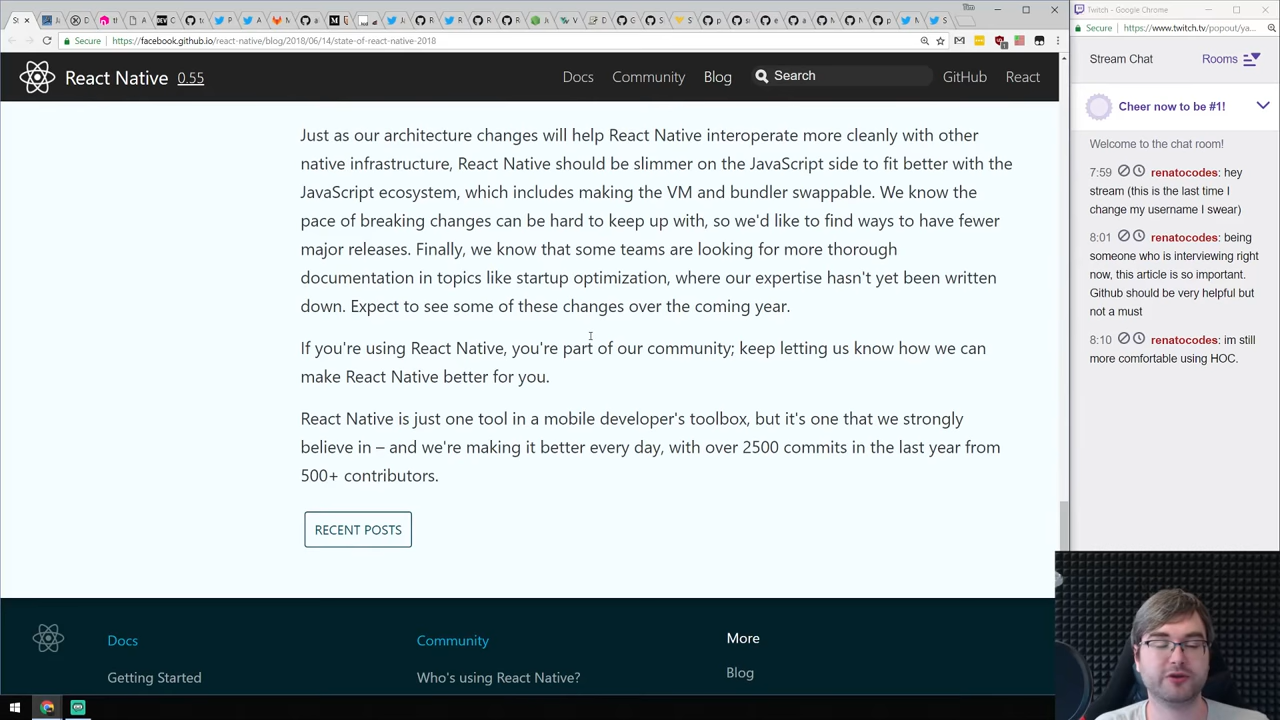 Tim
Secure
https://facebook.github.io/react-native/blog/2018/06/14/state-of-react-native-2018
React Native
0.55
Docs
Community
Blog
Search
GitHub
React
Just as our architecture changes will help React Native interoperate more cleanly with other
native infrastructure, React Native should be slimmer on the JavaScript side to fit better with the
JavaScript ecosystem, which includes making the VM and bundler swappable. We know the
pace of breaking changes can be hard to keep up with, so we'd like to find ways to have fewer
major releases. Finally, we know that some teams are looking for more thorough
documentation in topics like startup optimization, where our expertise hasn't yet been written
down. Expect to see some of these changes over the coming year.
If you're using React Native, you're part of our community; keep letting us know how we can
make React Native better for you.
React Native is just one tool in a mobile developer's toolbox, but it's one that we strongly
believe in – and we're making it better every day, with over 2500 commits in the last year from
500+ contributors.
RECENT POSTS
Docs
Getting Started
Community
Who's using React Native?
More
Blog
Twitch - Google Chrome
Secure
https://www.twitch.tv/popout/ya...
Stream Chat
Rooms
Cheer now to be #1!
Welcome to the chat room!
7:59 renatocodes: hey
stream (this is the last time I
change my username I swear)
8:01 renatocodes: being
someone who is interviewing right
now, this article is so important.
Github should be very helpful but
not a must
8:10 renatocodes: im still
more comfortable using HOC.